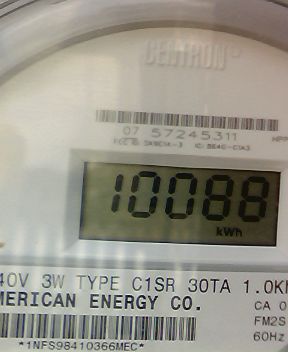 CENTRON
07 57245311
10088
kWh
40V 3W TYPE C1SR 30TA 1.0K
MERICAN ENERGY CO.
CA 0
FM2S
60Hz
*1NFS98410366MEC*